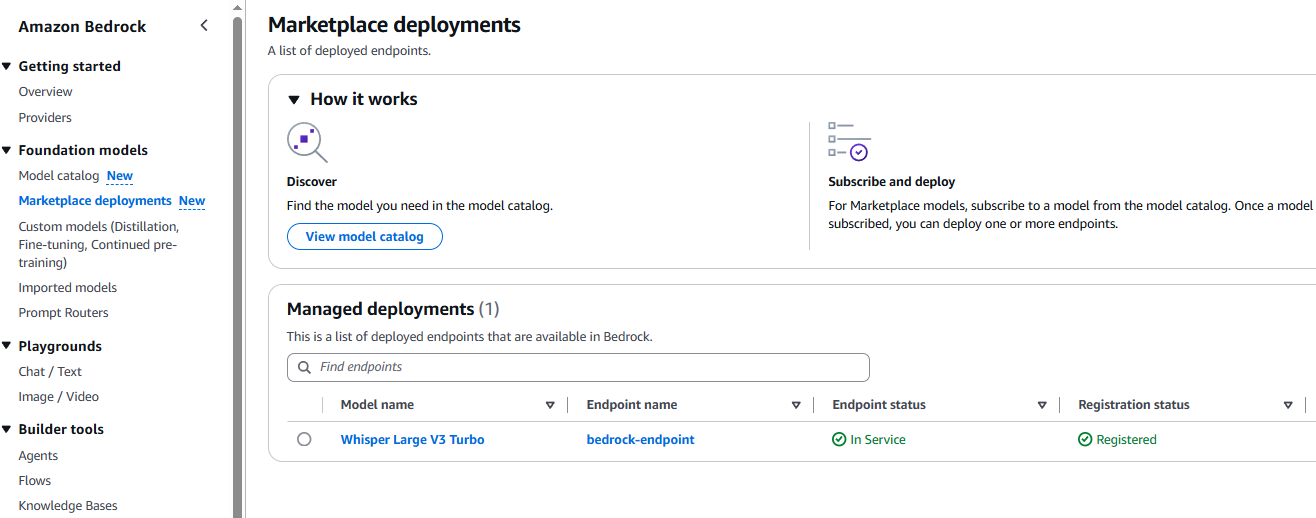 Amazon Bedrock
Getting started
Overview
Providers
Foundation models
Model catalog New
Marketplace deployments New
Custom models (Distillation,
Fine-tuning, Continued pre-
training)
Imported models
Prompt Routers
Playgrounds
Chat / Text
Image / Video
Builder tools
Agents
Flows
Knowledge Bases
Marketplace deployments
A list of deployed endpoints.
How it works
Discover
Find the model you need in the model catalog.
View model catalog
Subscribe and deploy
For Marketplace models, subscribe to a model from the model catalog. Once a model
subscribed, you can deploy one or more endpoints.
Managed deployments (1)
This is a list of deployed endpoints that are available in Bedrock.
Find endpoints
Model name Endpoint name Endpoint status Registration status
Whisper Large V3 Turbo bedrock-endpoint In Service Registered